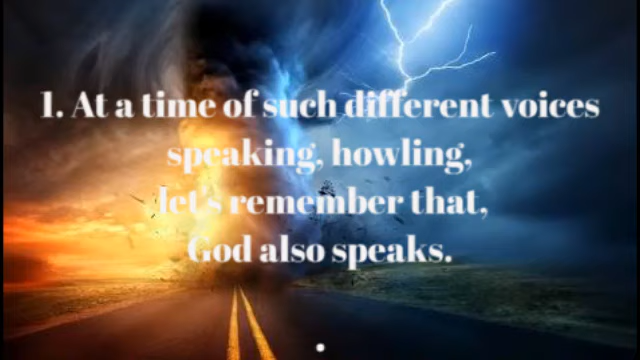 1. At a time of such different voices
speaking, howling,
let's remember that,
God also speaks.
.